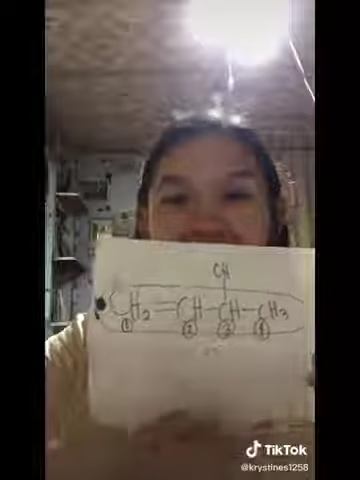 CH
CH2=CH-CH-CH3
1 2 3 4
TikTok
@krystines1258